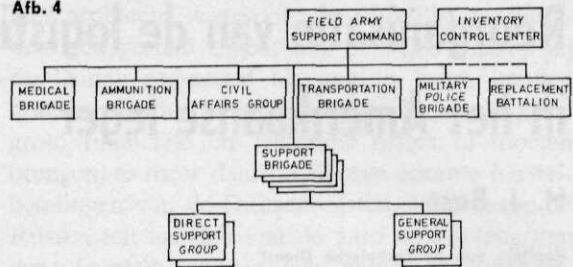 Afb. 4
FIELD ARMY
SUPPORT COMMAND
INVENTORY
CONTROL CENTER
MEDICAL
BRIGADE
AMMUNITION
BRIGADE
CIVIL
AFFAIRS GROUP
TRANSPORTATION
BRIGADE
MILITARY
POLICE
BRIGADE
REPLACEMENT
BATTALION
SUPPORT
BRIGADE
DIRECT
SUPPORT
GROUP
GENERAL
SUPPORT
GROUP